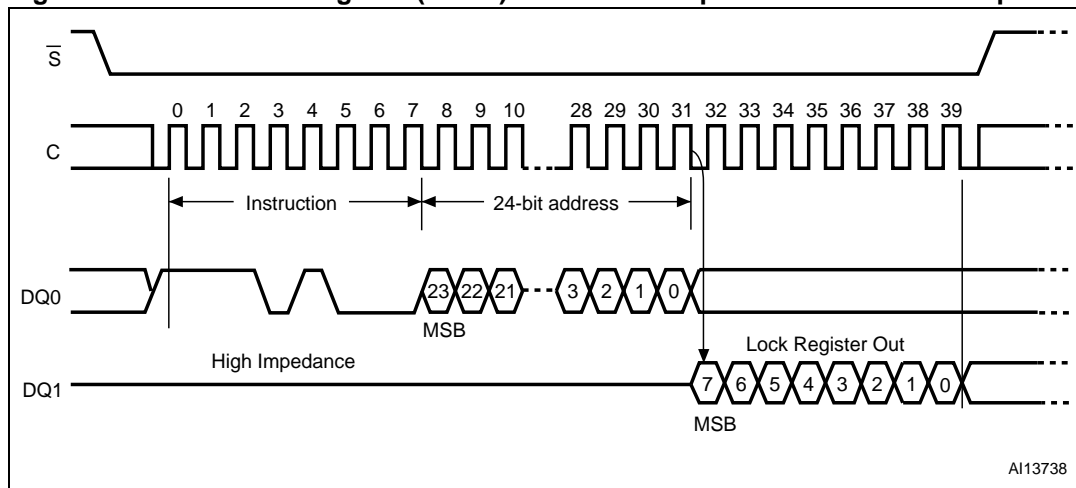 S
0 1 2 3 4 5 6 7 8 9 10 28 29 30 31 32 33 34 35 36 37 38 39
C
Instruction 24-bit address
DQ0 23 22 21 3 2 1 0
MSB
Lock Register Out
High Impedance
DQ1 7 6 5 4 3 2 1 0
MSB
AI13738